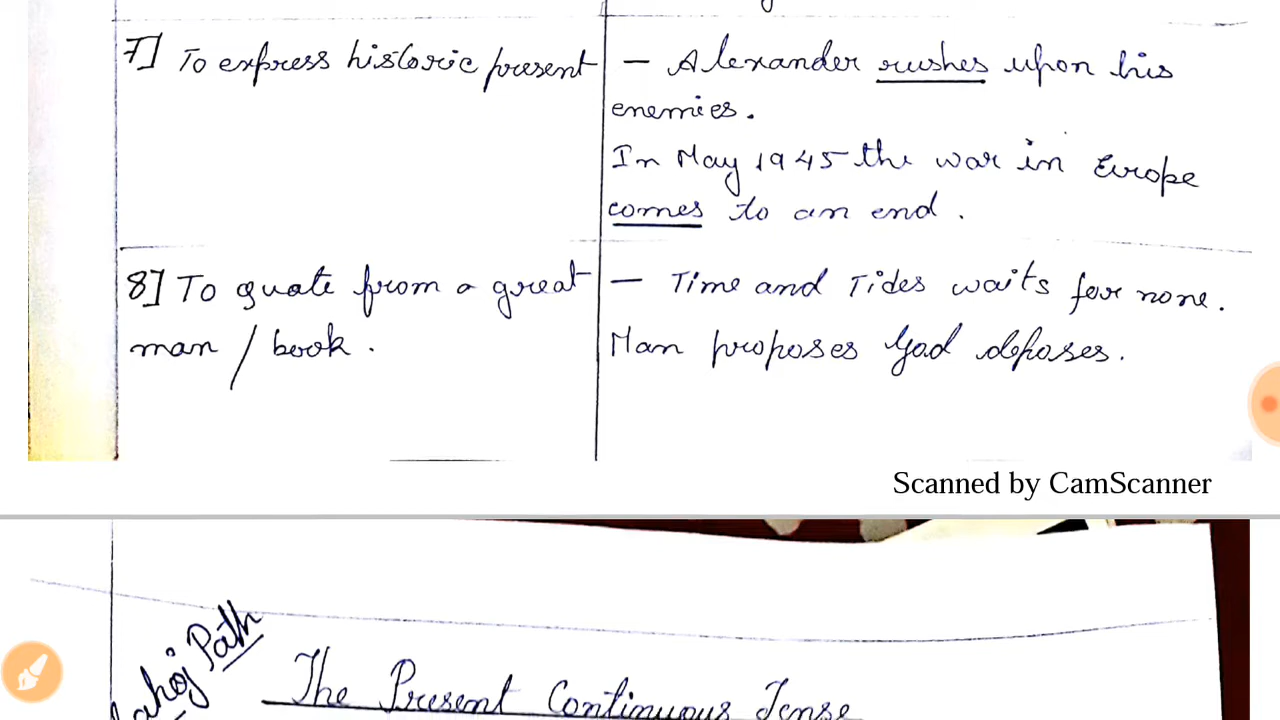 7] To express historic present
— Alexander rushes upon his
enemies.
In May 1945 the war in Europe
comes to an end.
8] To quote from a great
man / book.
— Time and Tides waits for none.
Man proposes God deposes.
Scanned by CamScanner
Path
The Present Continuous Tense